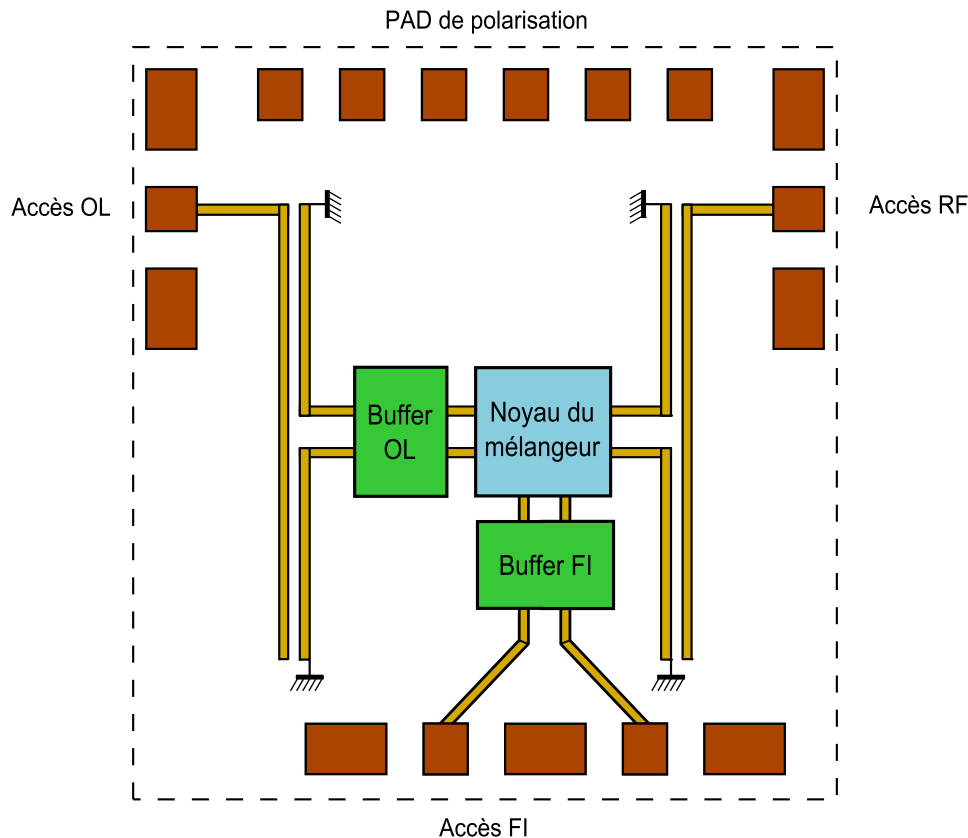 PAD de polarisation
Accès OL
Accès RF
Buffer
OL
Noyau du
mélangeur
Buffer FI
Accès FI